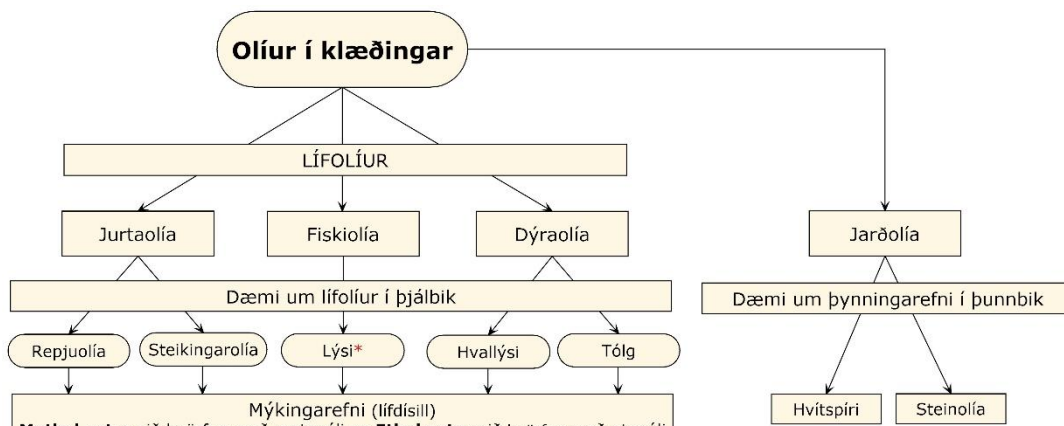 Olíur í klæðingar
LÍFOLÍUR
Jurtaolía Fiskiolía Dýraolía Jarðolía
Dæmi um lífolíur í þjálbik
Dæmi um þynningarefni í þunnbik
Repjuolía Steikingarolía Lýsi* Hvallýsi Tólg
Hvítspíri Steinolía
Mýkingarefni (lífdísill)